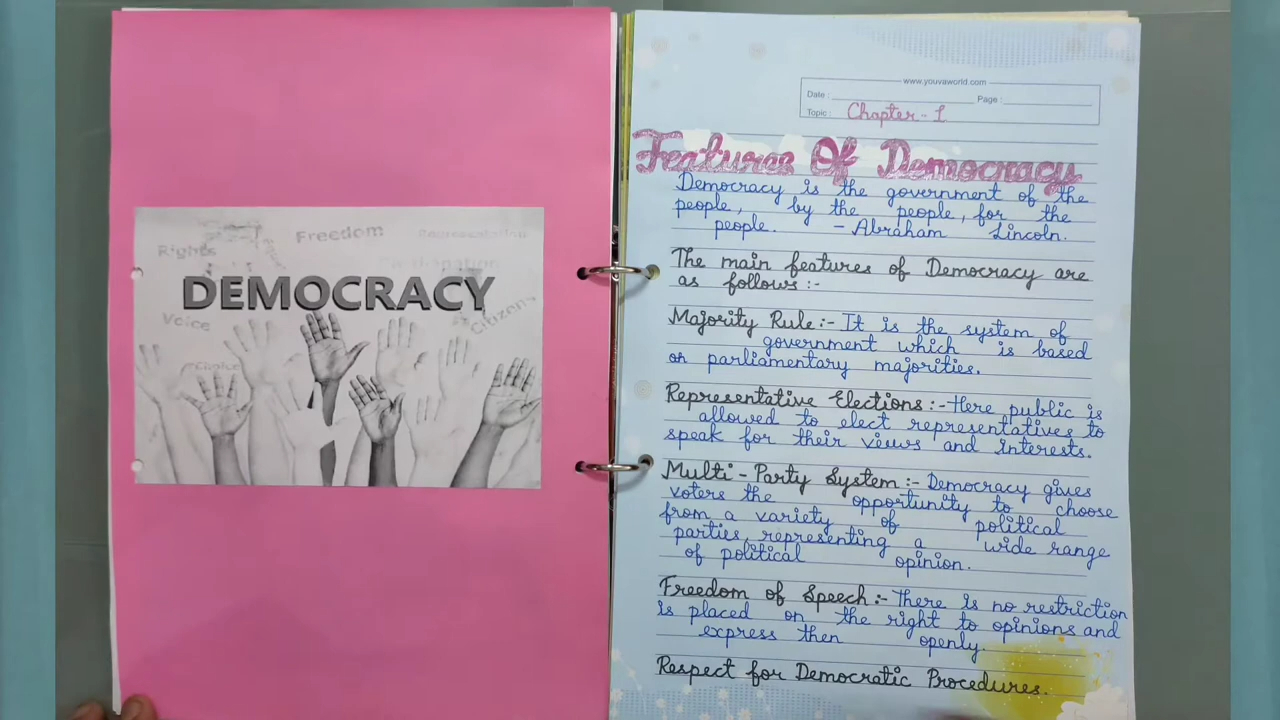 Rights
Freedom
Representation
Participation
DEMOCRACY
Voice
Citizens
Choice
www.youvaworld.com
Date :
Page :
Topic : Chapter - 1
Features Of Democracy
Democracy is the government of the
people, by the people, for the
people. - Abraham Lincoln.
The main features of Democracy are
as follows :-
Majority Rule :- It is the system of
government which is based
on parliamentary majorities.
Representative Elections :- Here public is
allowed to elect representatives to
speak for their views and interests.
Multi - Party System :- Democracy gives
voters the opportunity to choose
from a variety of political
parties, representing a wide range
of political opinion.
Freedom of Speech :- There is no restriction
is placed on the right to opinions and
express then openly.
Respect for Democratic Procedures.